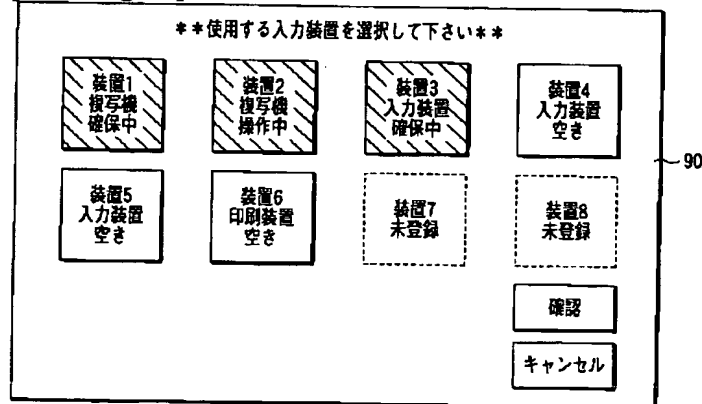 **使用する入力装置を選択して下さい**
装置1
複写機
確保中
装置2
複写機
操作中
装置3
入力装置
確保中
装置4
入力装置
空き
90
装置5
入力装置
空き
装置6
印刷装置
空き
装置7
未登録
装置8
未登録
確認
キャンセル